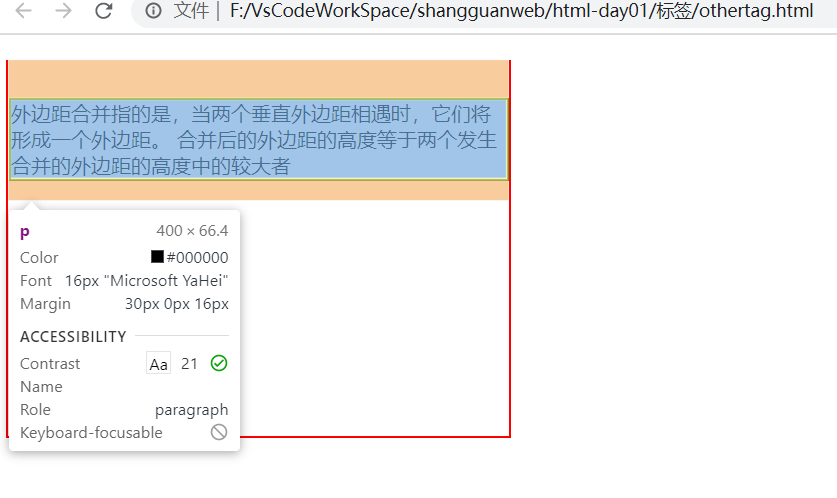 文件 | F:/VsCodeWorkSpace/shangguanweb/html-day01/标签/othertag.html
外边距合并指的是，当两个垂直外边距相遇时，它们将
形成一个外边距。 合并后的外边距的高度等于两个发生
合并的外边距的高度中的较大者
p 400 × 66.4
Color #000000
Font 16px "Microsoft YaHei"
Margin 30px 0px 16px
ACCESSIBILITY
Contrast Aa 21
Name
Role paragraph
Keyboard-focusable